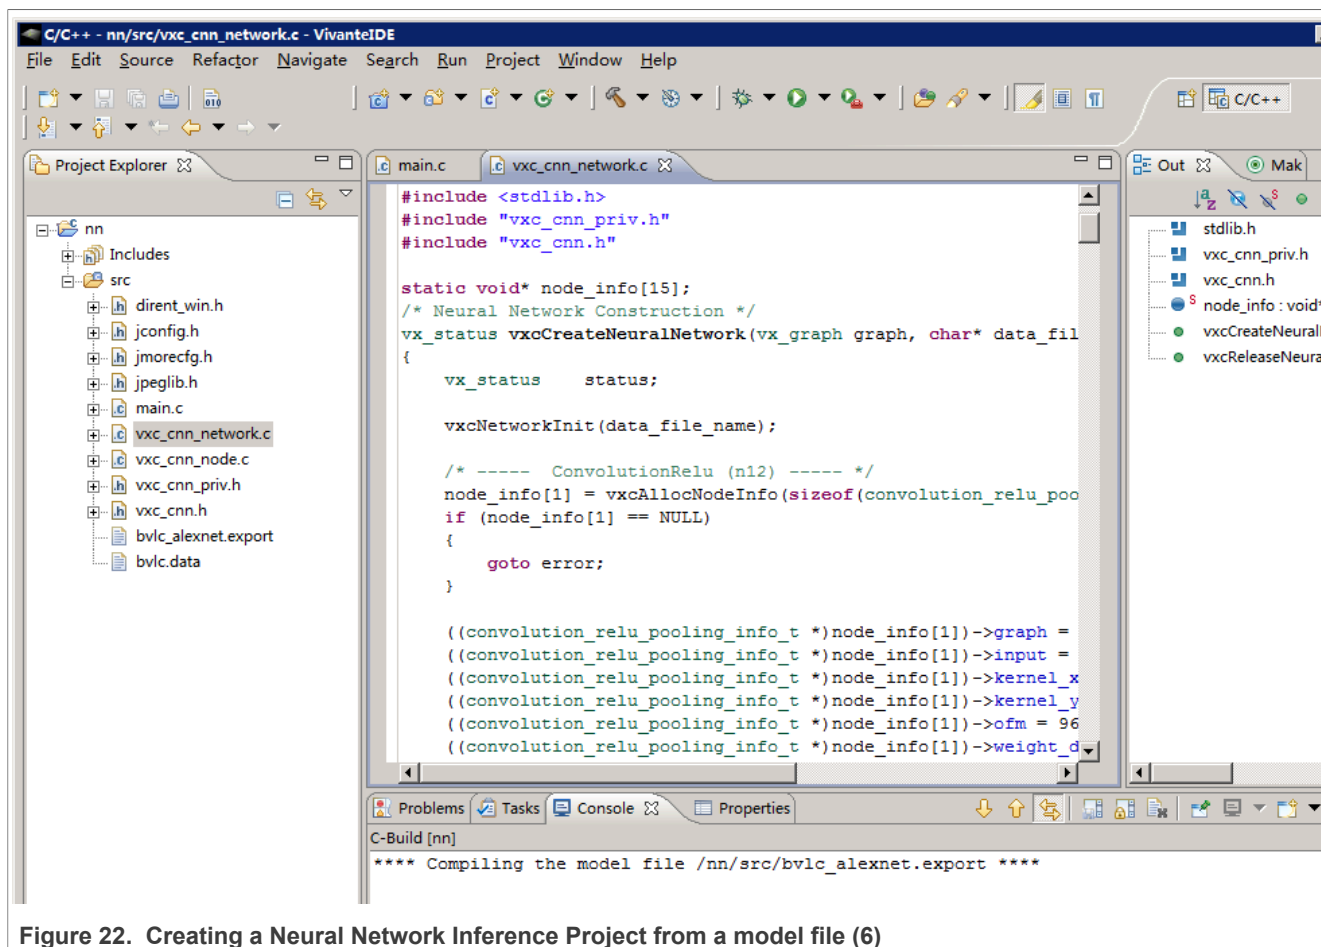 C/C++ - nn/src/vxc_cnn_network.c - VivanteIDE
File Edit Source Refactor Navigate Search Run Project Window Help
C/C++
Project Explorer
main.c
vxc_cnn_network.c
Out
Mak
nn
Includes
src
dirent_win.h
jconfig.h
jmorecfg.h
jpeglib.h
main.c
vxc_cnn_network.c
vxc_cnn_node.c
vxc_cnn_priv.h
vxc_cnn.h
bvlc_alexnet.export
bvlc.data
#include <stdlib.h>
#include "vxc_cnn_priv.h"
#include "vxc_cnn.h"
static void* node_info[15];
/* Neural Network Construction */
vx_status vxcCreateNeuralNetwork(vx_graph graph, char* data_fil
{
vx_status    status;
vxcNetworkInit(data_file_name);
/* -----  ConvolutionRelu (n12) ----- */
node_info[1] = vxcAllocNodeInfo(sizeof(convolution_relu_poo
if (node_info[1] == NULL)
{
goto error;
}
((convolution_relu_pooling_info_t *)node_info[1])->graph =
((convolution_relu_pooling_info_t *)node_info[1])->input =
((convolution_relu_pooling_info_t *)node_info[1])->kernel_x
((convolution_relu_pooling_info_t *)node_info[1])->kernel_y
((convolution_relu_pooling_info_t *)node_info[1])->ofm = 96
((convolution_relu_pooling_info_t *)node_info[1])->weight_d
stdlib.h
vxc_cnn_priv.h
vxc_cnn.h
node_info : void*
vxcCreateNeural
vxcReleaseNeura
Problems
Tasks
Console
Properties
C-Build [nn]
**** Compiling the model file /nn/src/bvlc_alexnet.export ****
Figure 22. Creating a Neural Network Inference Project from a model file (6)